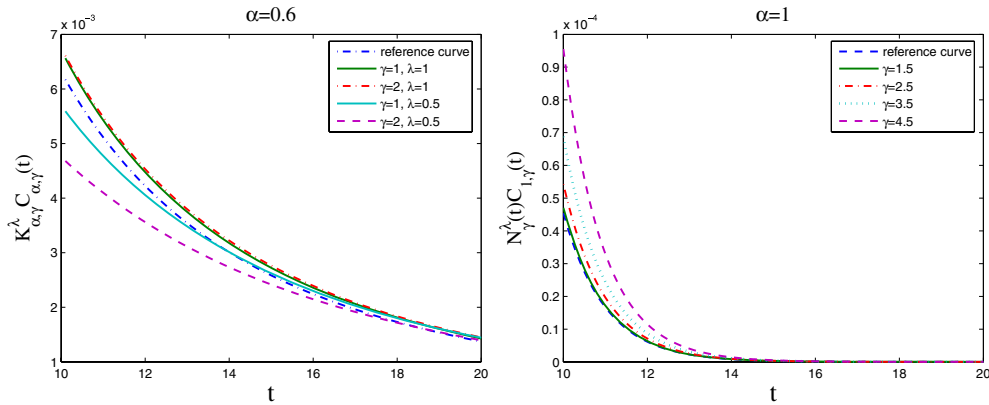 α=0.6
x 10⁻³
7
6
5
4
3
2
1
10
12
14
16
18
20
t
K^λ_{α,γ} C_{α,γ}(t)
reference curve
γ=1, λ=1
γ=2, λ=1
γ=1, λ=0.5
γ=2, λ=0.5
α=1
x 10⁻⁴
1
0.9
0.8
0.7
0.6
0.5
0.4
0.3
0.2
0.1
0
10
12
14
16
18
20
t
N^λ_γ(t)C_{1,γ}(t)
reference curve
γ=1.5
γ=2.5
γ=3.5
γ=4.5